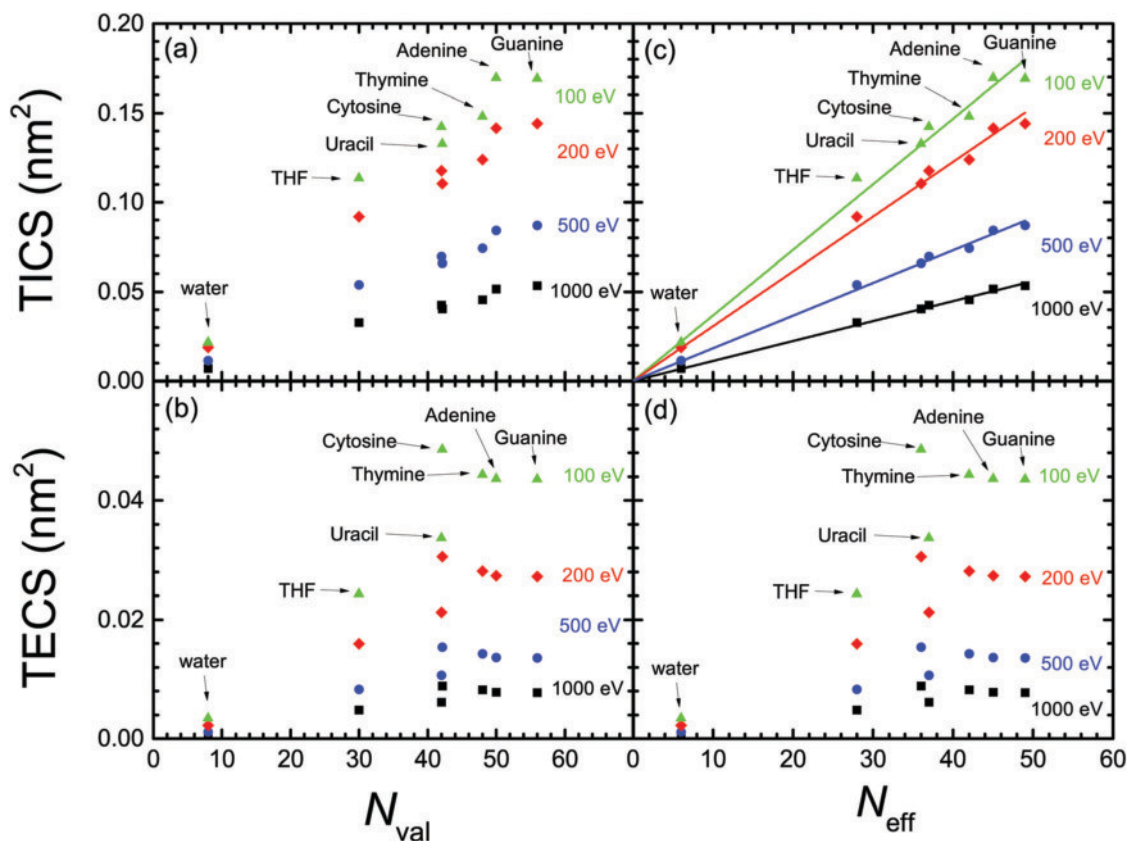 TICS (nm²)
0.20
0.15
0.10
0.05
0.00
(a)
Adenine
Guanine
Thymine
100 eV
Cytosine
200 eV
Uracil
THF
500 eV
water
1000 eV
(c)
Adenine
Guanine
Thymine
100 eV
Cytosine
200 eV
Uracil
THF
500 eV
water
1000 eV
TECS (nm²)
0.04
0.02
0.00
(b)
Adenine
Cytosine
Guanine
Thymine
100 eV
Uracil
THF
200 eV
500 eV
water
1000 eV
(d)
Adenine
Cytosine
Guanine
Thymine
100 eV
Uracil
THF
200 eV
500 eV
water
1000 eV
0 10 20 30 40 50 60
0 10 20 30 40 50 60
N val
N eff